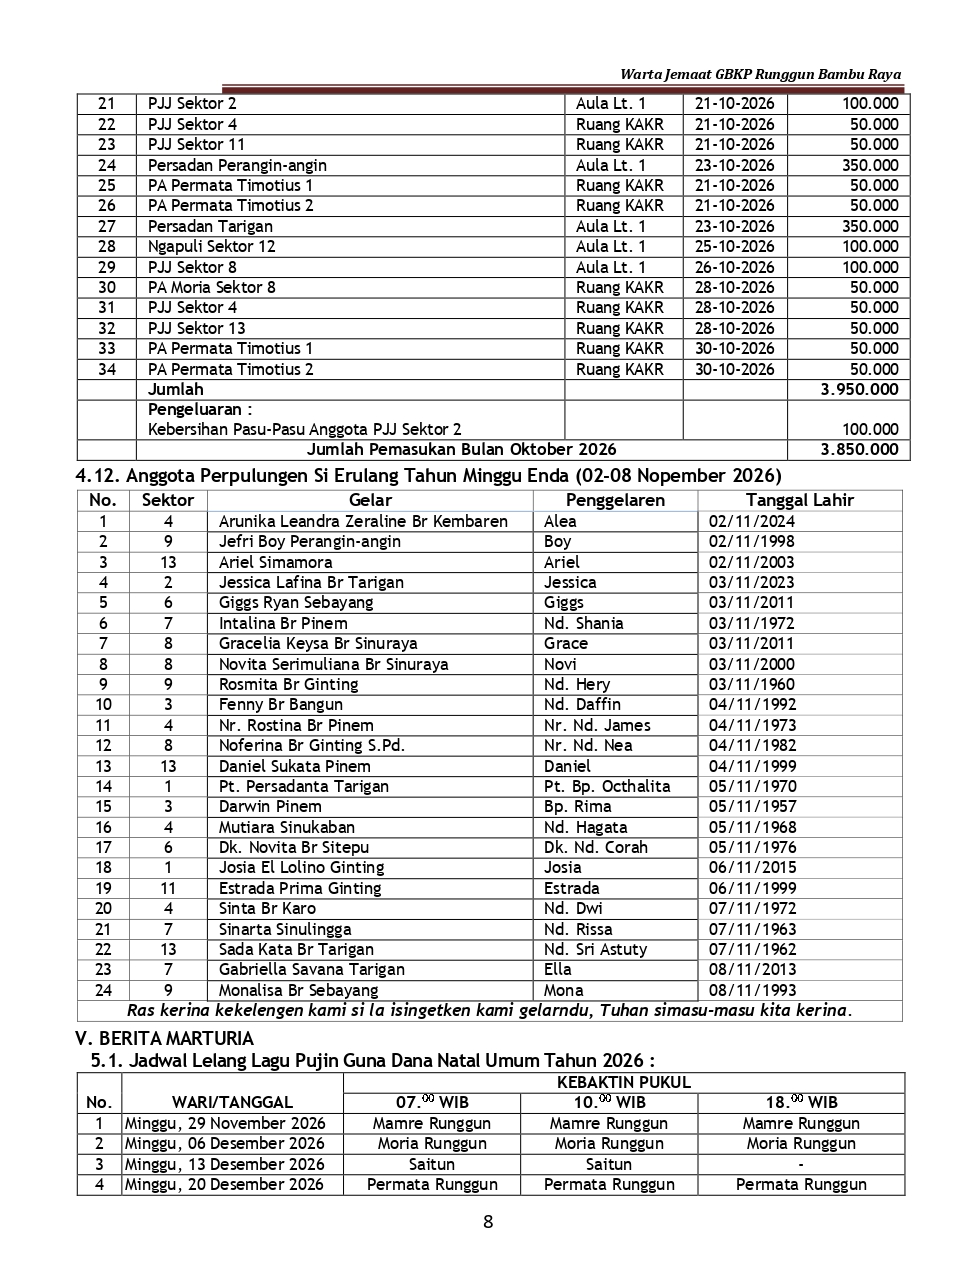 Warta Jemaat GBKP Runggun Bambu Raya
21 PJJ Sektor 2 Aula Lt. 1 21-10-2026 100.000
22 PJJ Sektor 4 Ruang KAKR 21-10-2026 50.000
23 PJJ Sektor 11 Ruang KAKR 21-10-2026 50.000
24 Persadan Perangin-angin Aula Lt. 1 23-10-2026 350.000
25 PA Permata Timotius 1 Ruang KAKR 21-10-2026 50.000
26 PA Permata Timotius 2 Ruang KAKR 21-10-2026 50.000
27 Persadan Tarigan Aula Lt. 1 23-10-2026 350.000
28 Ngapuli Sektor 12 Aula Lt. 1 25-10-2026 100.000
29 PJJ Sektor 8 Aula Lt. 1 26-10-2026 100.000
30 PA Moria Sektor 8 Ruang KAKR 28-10-2026 50.000
31 PJJ Sektor 4 Ruang KAKR 28-10-2026 50.000
32 PJJ Sektor 13 Ruang KAKR 28-10-2026 50.000
33 PA Permata Timotius 1 Ruang KAKR 30-10-2026 50.000
34 PA Permata Timotius 2 Ruang KAKR 30-10-2026 50.000
Jumlah 3.950.000
Pengeluaran :
Kebersihan Pasu-Pasu Anggota PJJ Sektor 2 100.000
Jumlah Pemasukan Bulan Oktober 2026 3.850.000
4.12. Anggota Perpulungen Si Erulang Tahun Minggu Enda (02-08 Nopember 2026)
No. Sektor Gelar Penggelaren Tanggal Lahir
1 4 Arunika Leandra Zeraline Br Kembaren Alea 02/11/2024
2 9 Jefri Boy Perangin-angin Boy 02/11/1998
3 13 Ariel Simamora Ariel 02/11/2003
4 2 Jessica Lafina Br Tarigan Jessica 03/11/2023
5 6 Giggs Ryan Sebayang Giggs 03/11/2011
6 7 Intalina Br Pinem Nd. Shania 03/11/1972
7 8 Gracelia Keysa Br Sinuraya Grace 03/11/2011
8 8 Novita Serimuliana Br Sinuraya Novi 03/11/2000
9 9 Rosmita Br Ginting Nd. Hery 03/11/1960
10 3 Fenny Br Bangun Nd. Daffin 04/11/1992
11 4 Nr. Rostina Br Pinem Nr. Nd. James 04/11/1973
12 8 Noferina Br Ginting S.Pd. Nr. Nd. Nea 04/11/1982
13 13 Daniel Sukata Pinem Daniel 04/11/1999
14 1 Pt. Persadanta Tarigan Pt. Bp. Octhalita 05/11/1970
15 3 Darwin Pinem Bp. Rima 05/11/1957
16 4 Mutiara Sinukaban Nd. Hagata 05/11/1968
17 6 Dk. Novita Br Sitepu Dk. Nd. Corah 05/11/1976
18 1 Josia El Lolino Ginting Josia 06/11/2015
19 11 Estrada Prima Ginting Estrada 06/11/1999
20 4 Sinta Br Karo Nd. Dwi 07/11/1972
21 7 Sinarta Sinulingga Nd. Rissa 07/11/1963
22 13 Sada Kata Br Tarigan Nd. Sri Astuty 07/11/1962
23 7 Gabriella Savana Tarigan Ella 08/11/2013
24 9 Monalisa Br Sebayang Mona 08/11/1993
Ras kerina kekelengen kami si la isingetken kami gelarndu, Tuhan simasu-masu kita kerina.
V. BERITA MARTURIA
5.1. Jadwal Lelang Lagu Pujin Guna Dana Natal Umum Tahun 2026 :
KEBAKTIN PUKUL
No. WARI/TANGGAL 07.00 WIB 10.00 WIB 18.00 WIB
1 Minggu, 29 November 2026 Mamre Runggun Mamre Runggun Mamre Runggun
2 Minggu, 06 Desember 2026 Moria Runggun Moria Runggun Moria Runggun
3 Minggu, 13 Desember 2026 Saitun Saitun -
4 Minggu, 20 Desember 2026 Permata Runggun Permata Runggun Permata Runggun
8